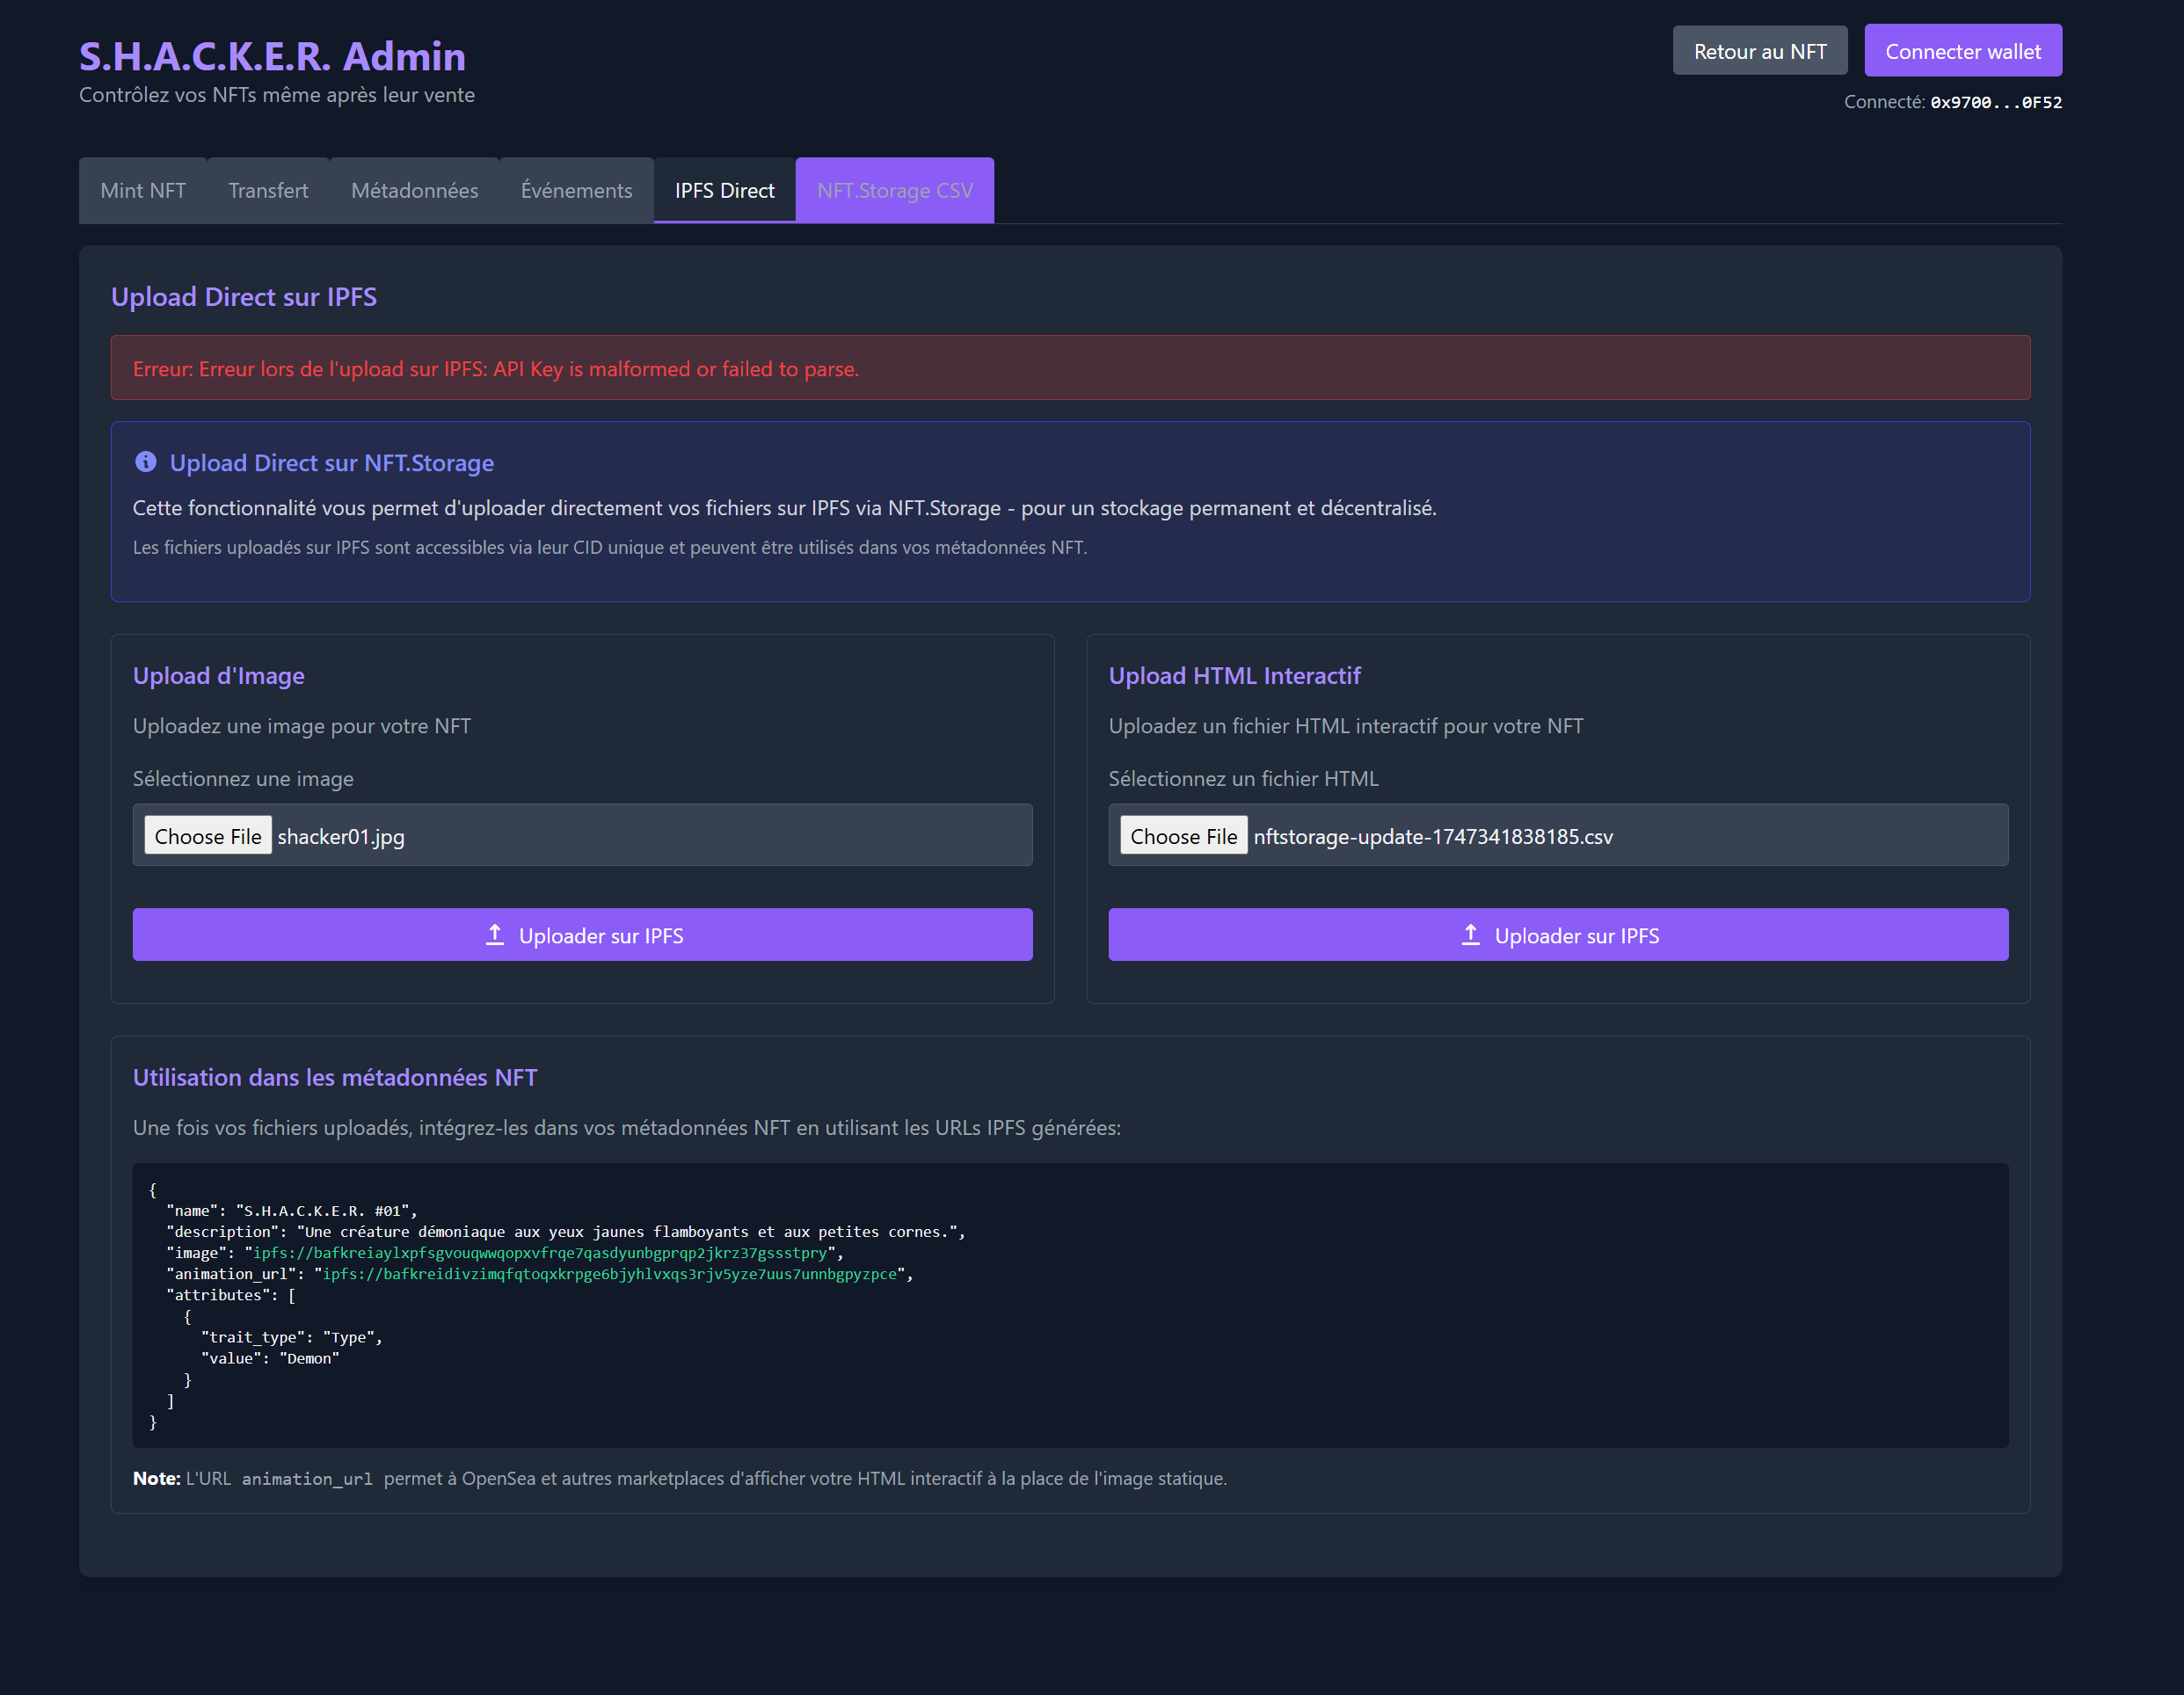 S.H.A.C.K.E.R. Admin
Contrôlez vos NFTs même après leur vente
Retour au NFT
Connecter wallet
Connecté: 0x9700...0F52
Mint NFT
Transfert
Métadonnées
Événements
IPFS Direct
NFT.Storage CSV
Upload Direct sur IPFS
Erreur: Erreur lors de l'upload sur IPFS: API Key is malformed or failed to parse.
Upload Direct sur NFT.Storage
Cette fonctionnalité vous permet d'uploader directement vos fichiers sur IPFS via NFT.Storage - pour un stockage permanent et décentralisé.
Les fichiers uploadés sur IPFS sont accessibles via leur CID unique et peuvent être utilisés dans vos métadonnées NFT.
Upload d'Image
Uploadez une image pour votre NFT
Sélectionnez une image
Choose File shacker01.jpg
Uploader sur IPFS
Upload HTML Interactif
Uploadez un fichier HTML interactif pour votre NFT
Sélectionnez un fichier HTML
Choose File nftstorage-update-1747341838185.csv
Uploader sur IPFS
Utilisation dans les métadonnées NFT
Une fois vos fichiers uploadés, intégrez-les dans vos métadonnées NFT en utilisant les URLs IPFS générées:
{
"name": "S.H.A.C.K.E.R. #01",
"description": "Une créature démoniaque aux yeux jaunes flamboyants et aux petites cornes.",
"image": "ipfs://bafkreiaylxpfsgvouqwwqopxvfrqe7qasdyunbgprqp2jkrz37gssstpry",
"animation_url": "ipfs://bafkreidivzimqfqtoqxkrpge6bjyhlvxqs3rjv5yze7uus7unnbgpyzpce",
"attributes": [
{
"trait_type": "Type",
"value": "Demon"
}
]
}
Note: L'URL animation_url permet à OpenSea et autres marketplaces d'afficher votre HTML interactif à la place de l'image statique.